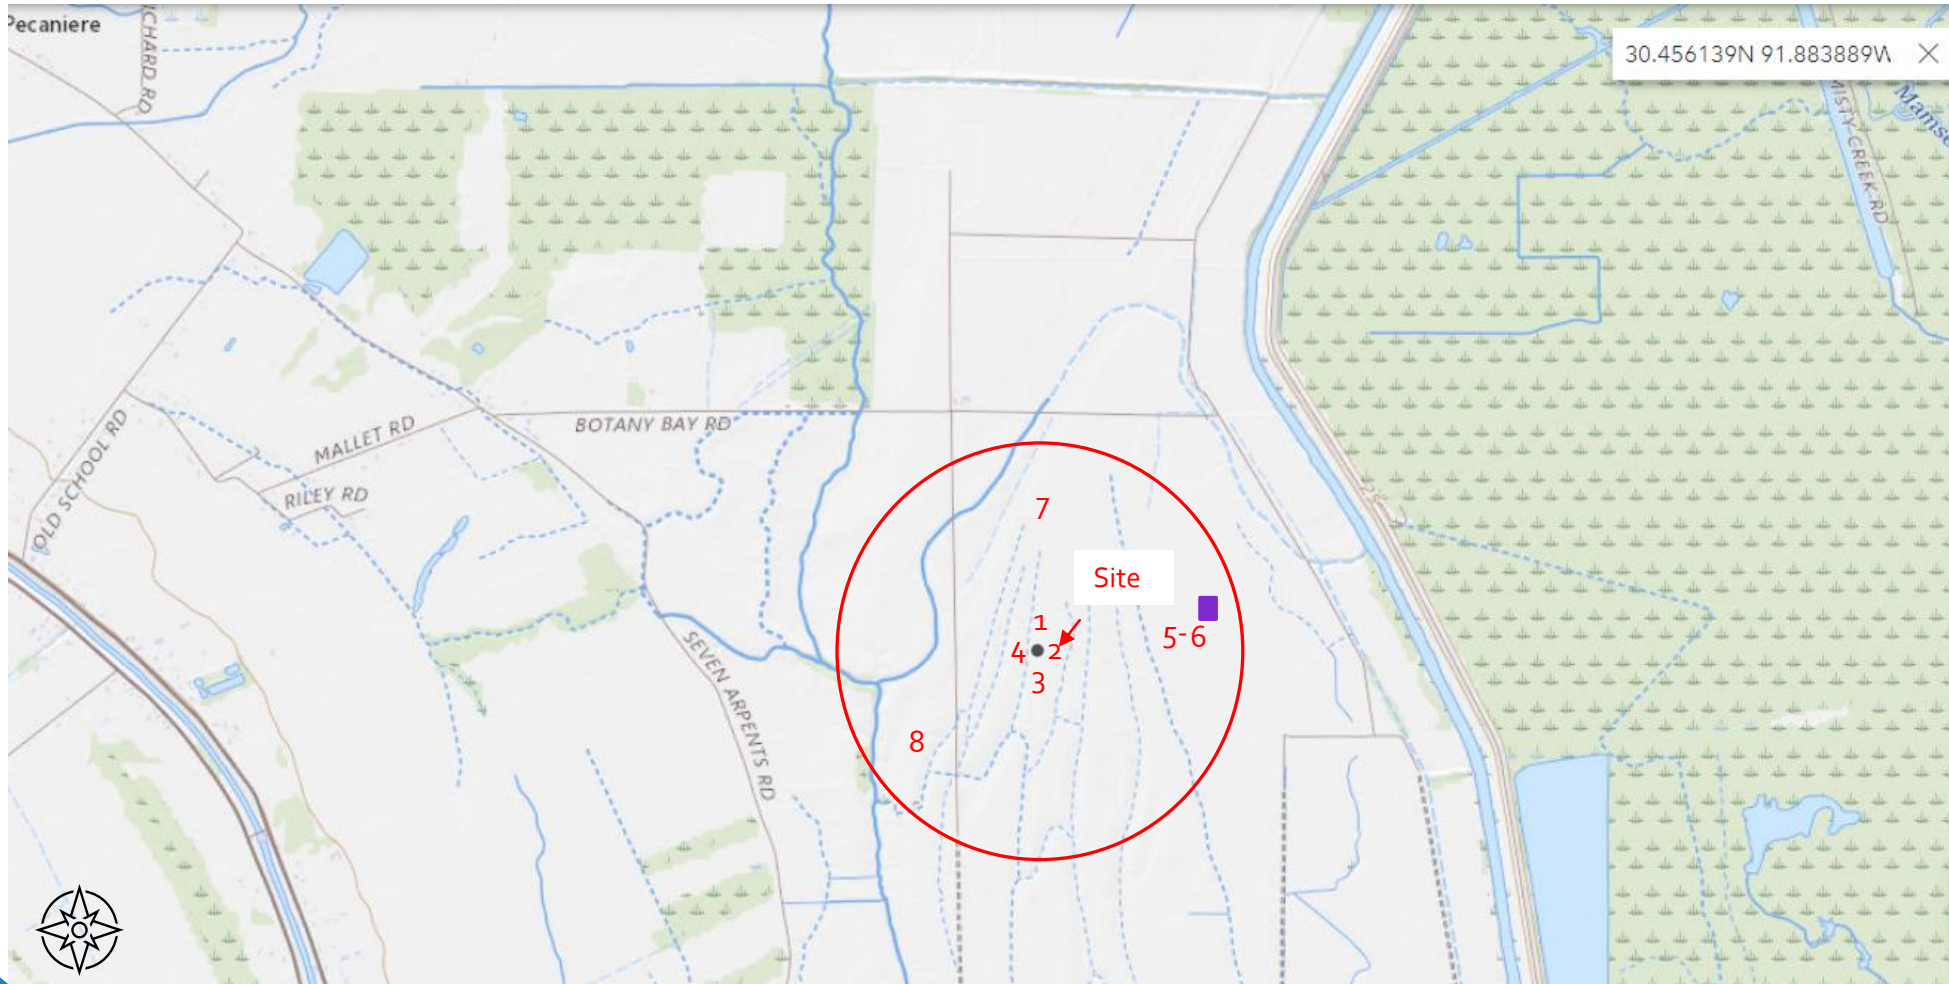 Pecaniere
ICHARD RD
30.456139N 91.883889W
MISTY CREEK RD
BOTANY BAY RD
MALLET RD
RILEY RD
OLD SCHOOL RD
SEVEN ARPENTS RD
7
Site
1
5-6
4
2
3
8